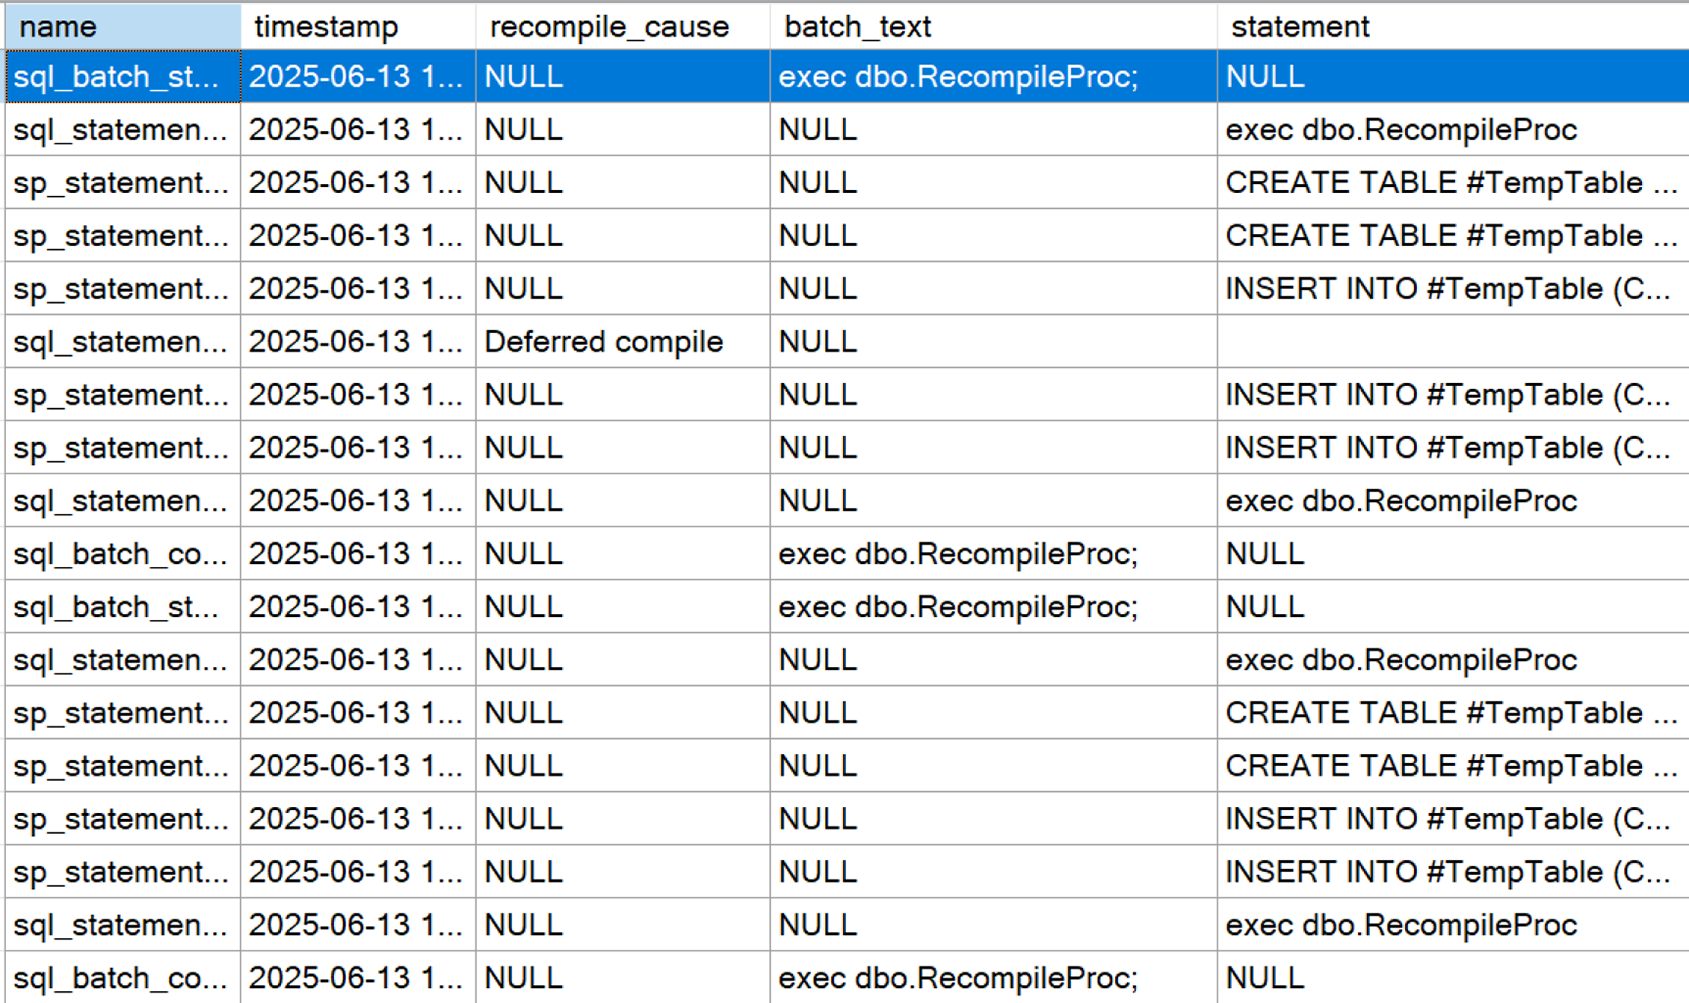 name timestamp recompile_cause batch_text statement
sql_batch_st... 2025-06-13 1... NULL exec dbo.RecompileProc; NULL
sql_statemen... 2025-06-13 1... NULL NULL exec dbo.RecompileProc
sp_statement... 2025-06-13 1... NULL NULL CREATE TABLE #TempTable ...
sp_statement... 2025-06-13 1... NULL NULL CREATE TABLE #TempTable ...
sp_statement... 2025-06-13 1... NULL NULL INSERT INTO #TempTable (C...
sql_statemen... 2025-06-13 1... Deferred compile NULL
sp_statement... 2025-06-13 1... NULL NULL INSERT INTO #TempTable (C...
sp_statement... 2025-06-13 1... NULL NULL INSERT INTO #TempTable (C...
sql_statemen... 2025-06-13 1... NULL NULL exec dbo.RecompileProc
sql_batch_co... 2025-06-13 1... NULL exec dbo.RecompileProc; NULL
sql_batch_st... 2025-06-13 1... NULL exec dbo.RecompileProc; NULL
sql_statemen... 2025-06-13 1... NULL NULL exec dbo.RecompileProc
sp_statement... 2025-06-13 1... NULL NULL CREATE TABLE #TempTable ...
sp_statement... 2025-06-13 1... NULL NULL CREATE TABLE #TempTable ...
sp_statement... 2025-06-13 1... NULL NULL INSERT INTO #TempTable (C...
sp_statement... 2025-06-13 1... NULL NULL INSERT INTO #TempTable (C...
sql_statemen... 2025-06-13 1... NULL NULL exec dbo.RecompileProc
sql_batch_co... 2025-06-13 1... NULL exec dbo.RecompileProc; NULL